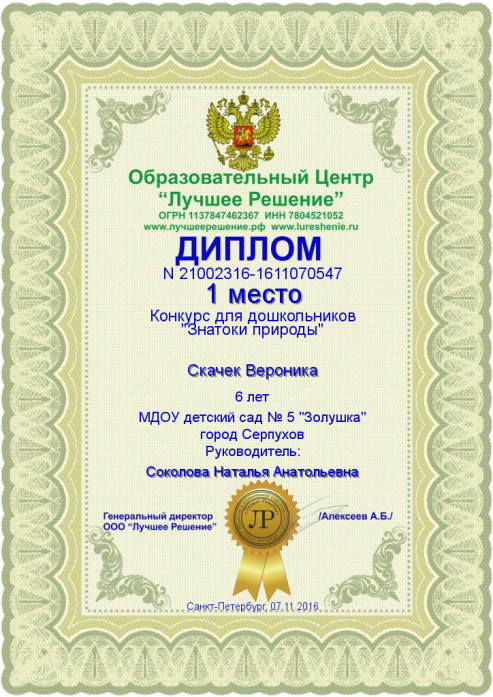 Образовательный Центр
“Лучшее Решение”
ОГРН 1137847462367 ИНН 7804521052
www.лучшеерешение.рф www.lureshenie.ru
ДИПЛОМ
N 21002316-1611070547
1 место
Конкурс для дошкольников
"Знатоки природы"
Скачек Вероника
6 лет
МДОУ детский сад № 5 "Золушка"
город Серпухов
Руководитель:
Соколова Наталья Анатольевна
Генеральный директор
ООО “Лучшее Решение”
ЛР
/Алексеев А.Б./
Санкт-Петербург, 07.11.2016